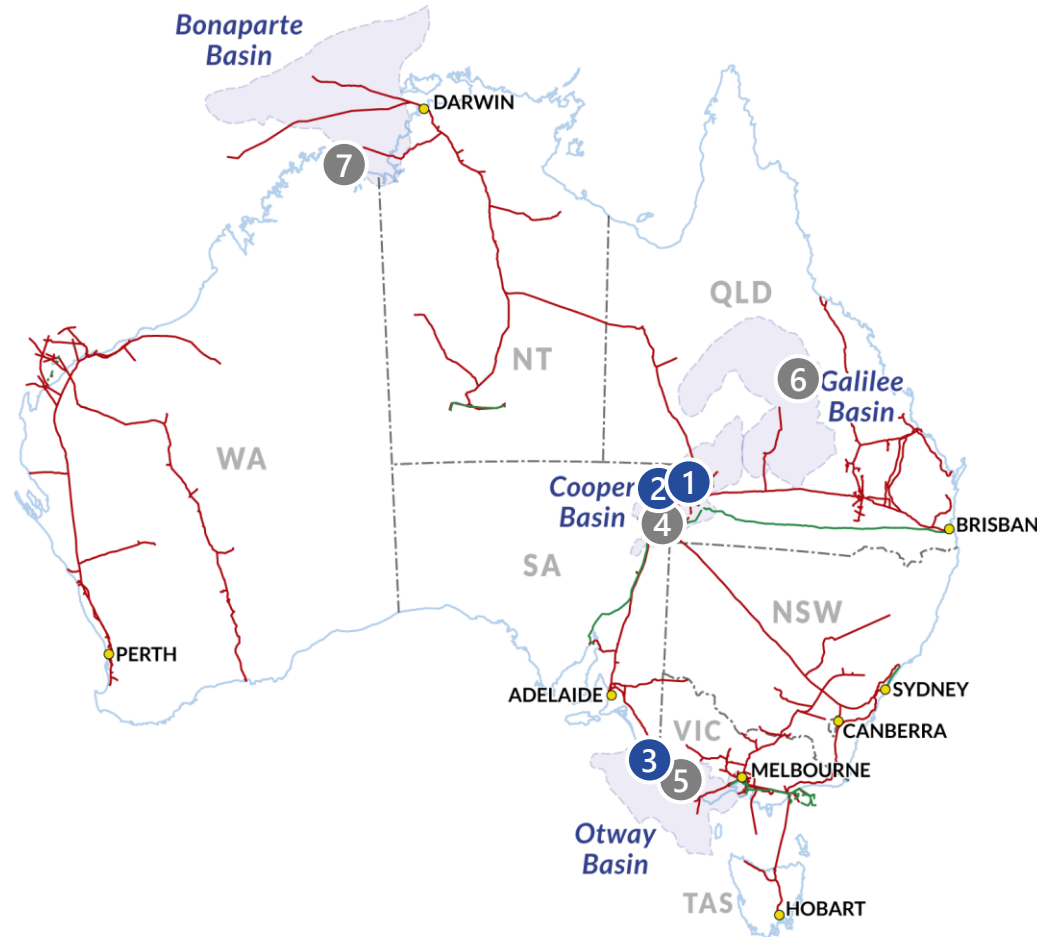 Bonaparte
Basin
DARWIN
7
QLD
NT
6
Galilee
Basin
WA
Cooper
Basin
2
1
4
BRISBAN
SA
NSW
PERTH
ADELAIDE
SYDNEY
VIC
CANBERRA
3
5
MELBOURNE
Otway
Basin
TAS
HOBART